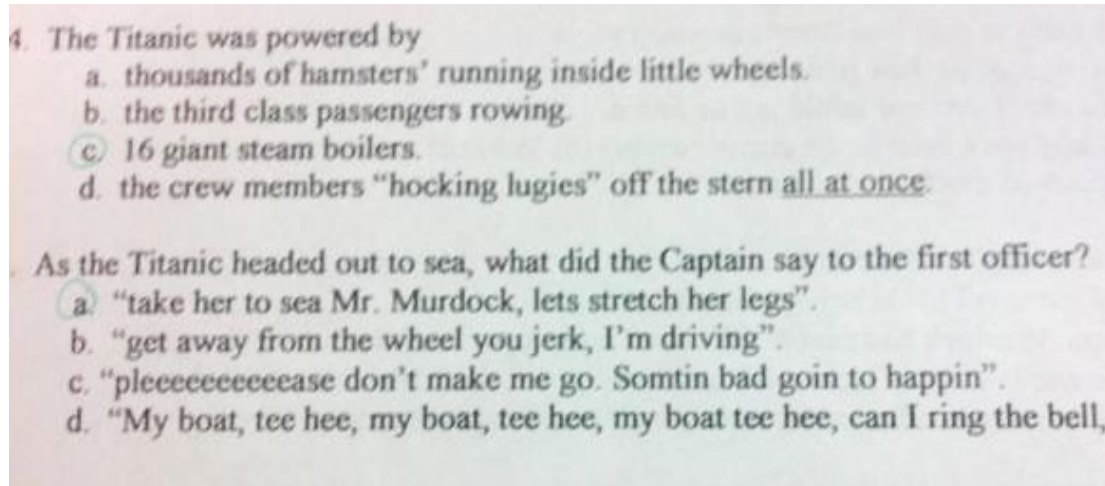 4. The Titanic was powered by
a. thousands of hamsters' running inside little wheels.
b. the third class passengers rowing.
c) 16 giant steam boilers.
d. the crew members “hocking lugies” off the stern all at once.
As the Titanic headed out to sea, what did the Captain say to the first officer?
a. “take her to sea Mr. Murdock, lets stretch her legs”.
b. “get away from the wheel you jerk, I'm driving”.
c. “pleeeeeeeeeease don't make me go. Somtin bad goin to happin”.
d. “My boat, tee hee, my boat, tee hee, my boat tee hee, can I ring the bell,